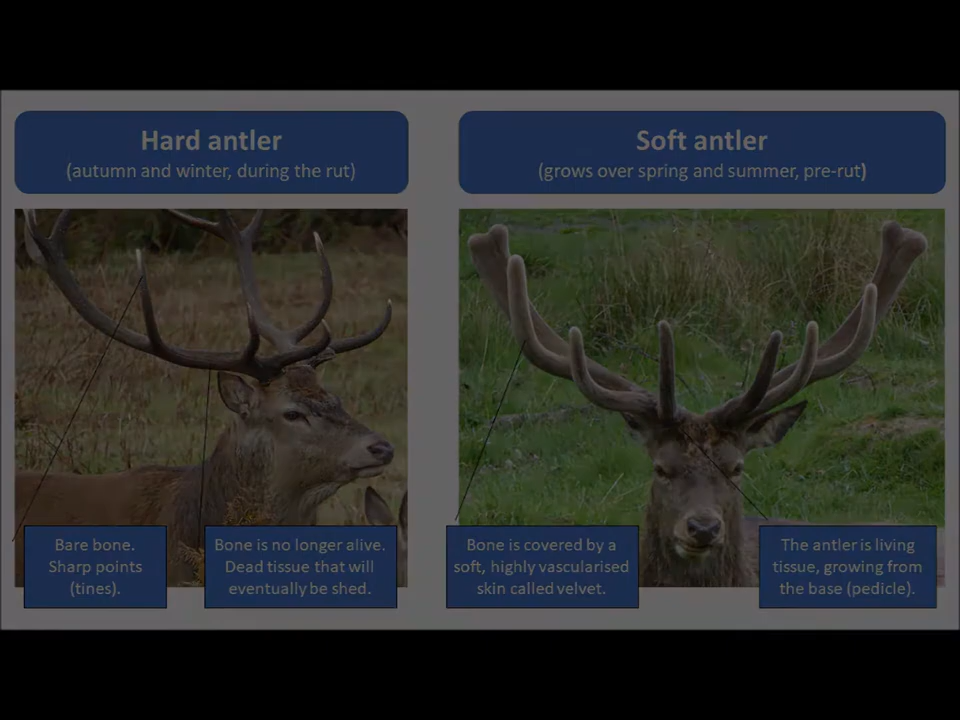 Hard antler
(autumn and winter, during the rut)
Soft antler
(grows over spring and summer, pre-rut)
Bare bone.
Sharp points
(tines).
Bone is no longer alive.
Dead tissue that will
eventually be shed.
Bone is covered by a
soft, highly vascularised
skin called velvet.
The antler is living
tissue, growing from
the base (pedicle).